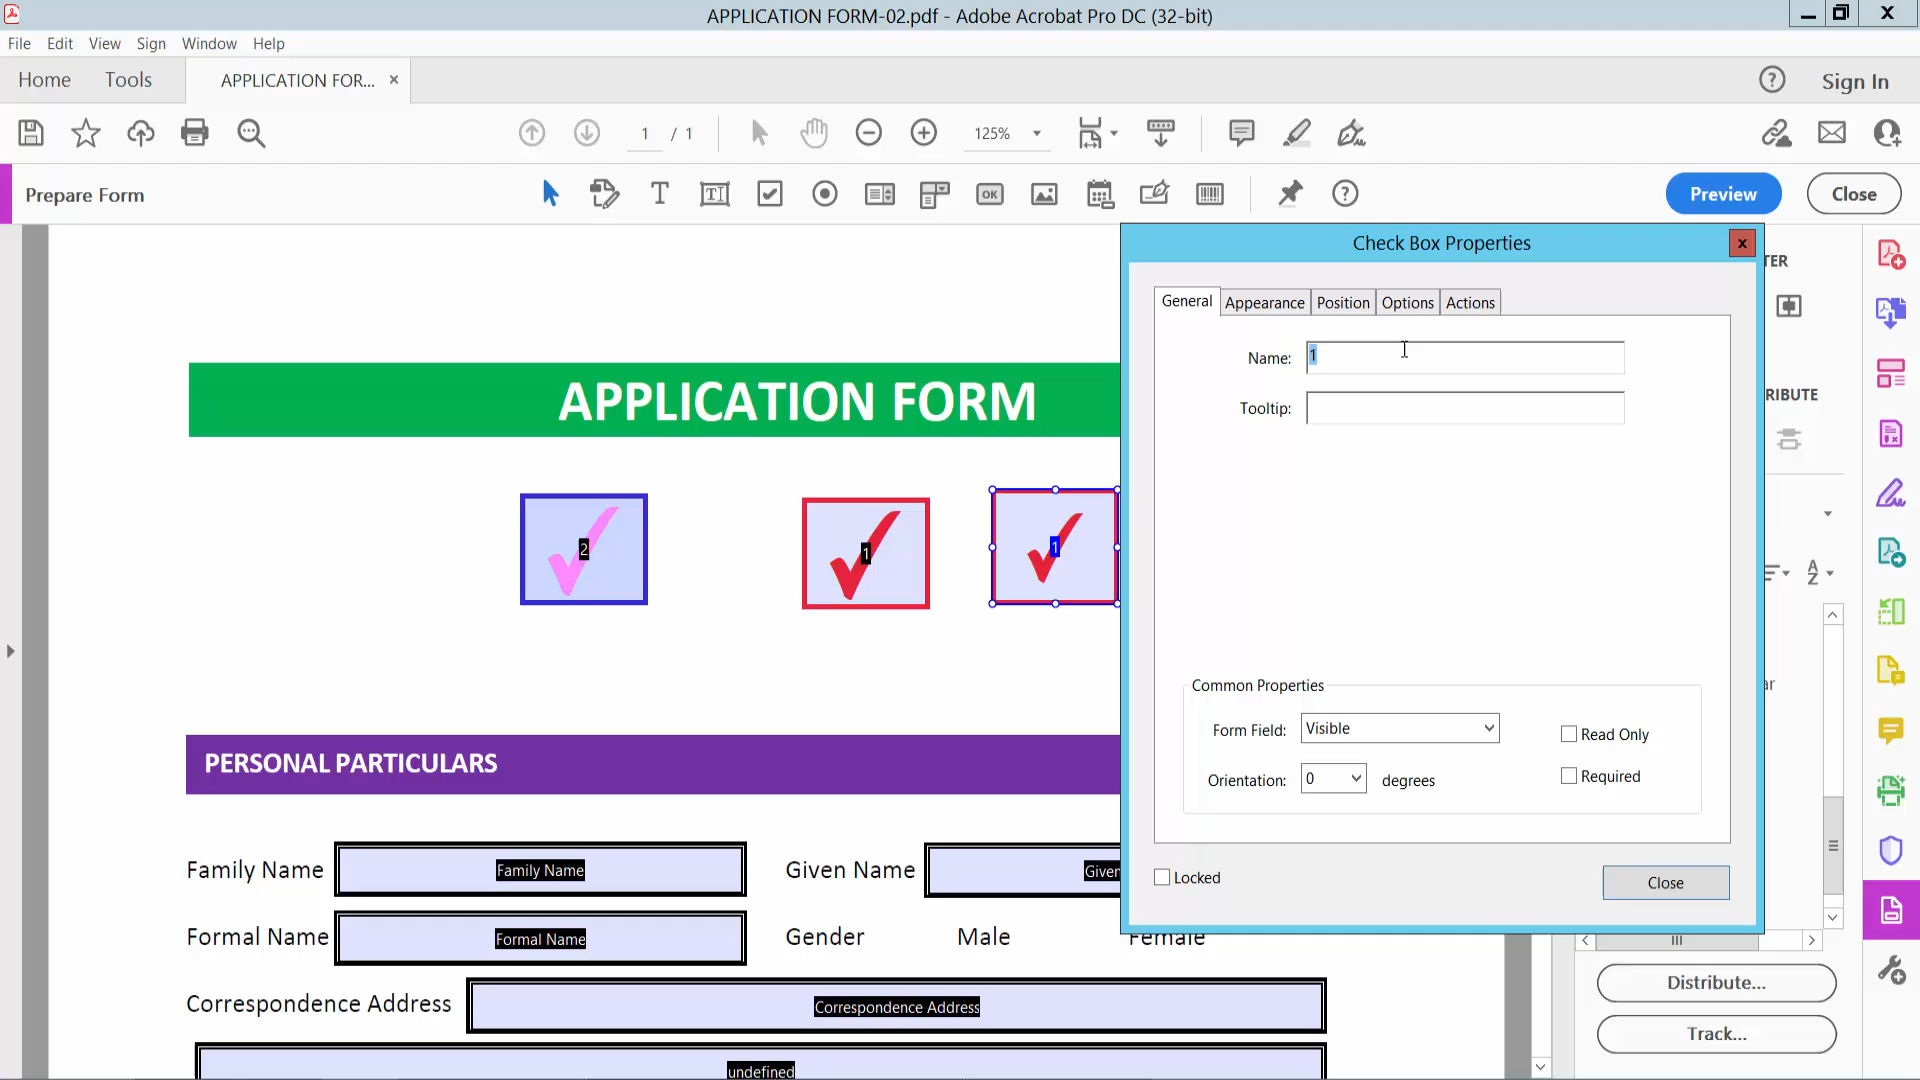 APPLICATION FORM-02.pdf - Adobe Acrobat Pro DC (32-bit)
File Edit View Sign Window Help
Home Tools APPLICATION FOR... Sign In
1 / 1 125%
Prepare Form Preview Close
Check Box Properties
General Appearance Position Options Actions
Name: 1
Tooltip:
Common Properties
Form Field: Visible
Read Only
Orientation: 0 degrees
Required
Locked
Close
TER
RIBUTE
ar
Distribute...
Track...
APPLICATION FORM
2 1 1
PERSONAL PARTICULARS
Family Name Family Name Given Name Given
Formal Name Formal Name Gender Male Female
Correspondence Address Correspondence Address
undefined